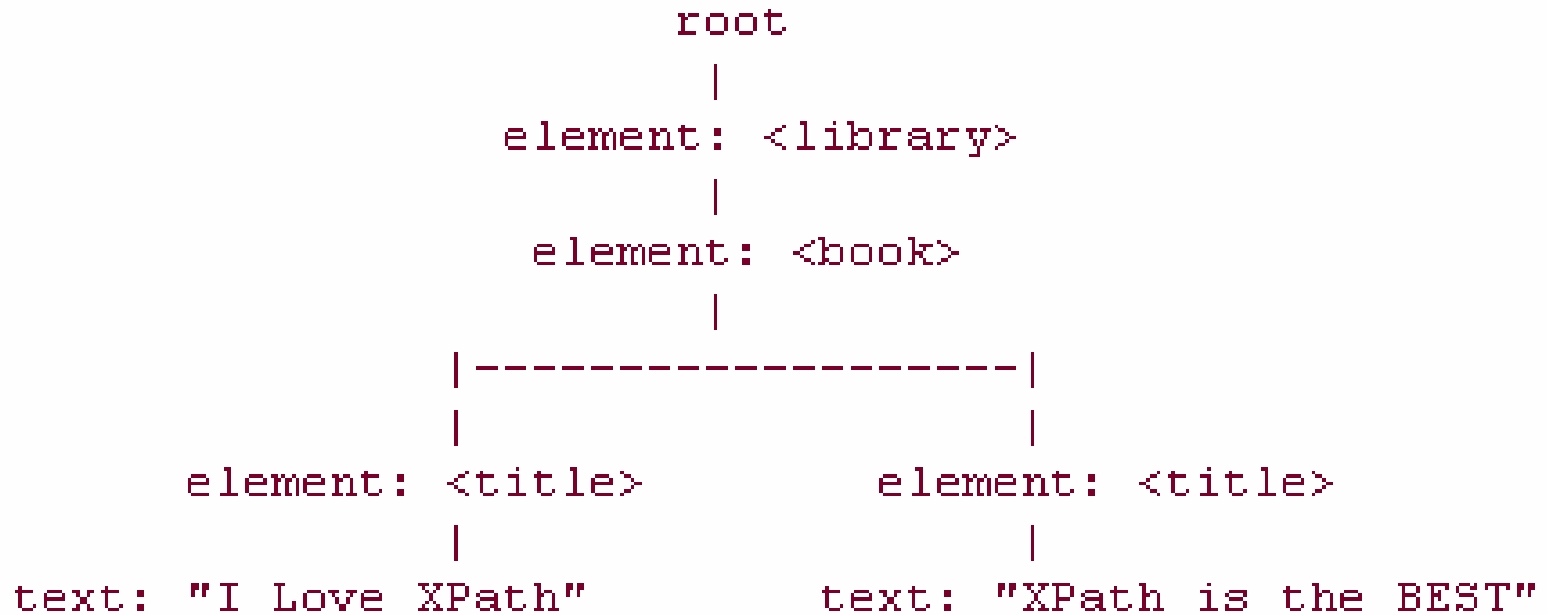 root
|
element: <library>
|
element: <book>
|
|-------------------|
| |
element: <title> element: <title>
| |
text: "I Love XPath" text: "XPath is the BEST"